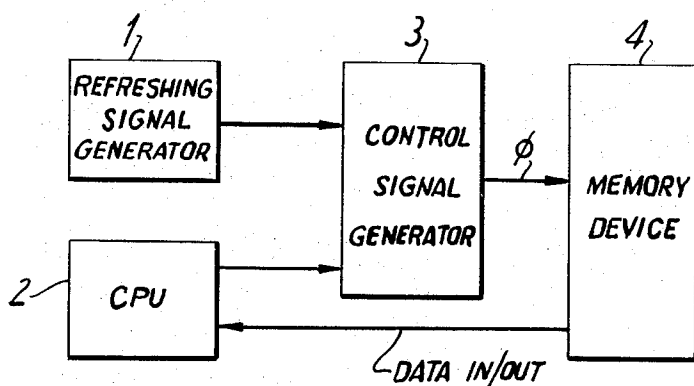 1
REFRESHING
SIGNAL
GENERATOR
2
CPU
3
CONTROL
SIGNAL
GENERATOR
φ
4
MEMORY
DEVICE
DATA IN/OUT